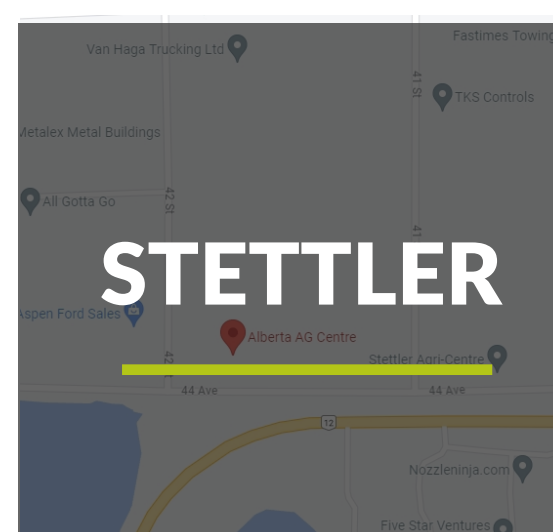 Fastimes Towing
Van Haga Trucking Ltd
41 St
TKS Controls
Metalex Metal Buildings
42 St
All Gotta Go
41
STETTLER
Aspen Ford Sales
Alberta AG Centre
42
Stettler Agri-Centre
44 Ave
44 Ave
12
Nozzleninja.com
Five Star Ventures